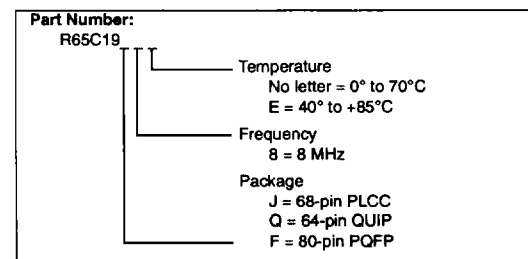 Part Number:
R65C19
Temperature
No letter = 0° to 70°C
E = 40° to +85°C
Frequency
8 = 8 MHz
Package
J = 68-pin PLCC
Q = 64-pin QUIP
F = 80-pin PQFP